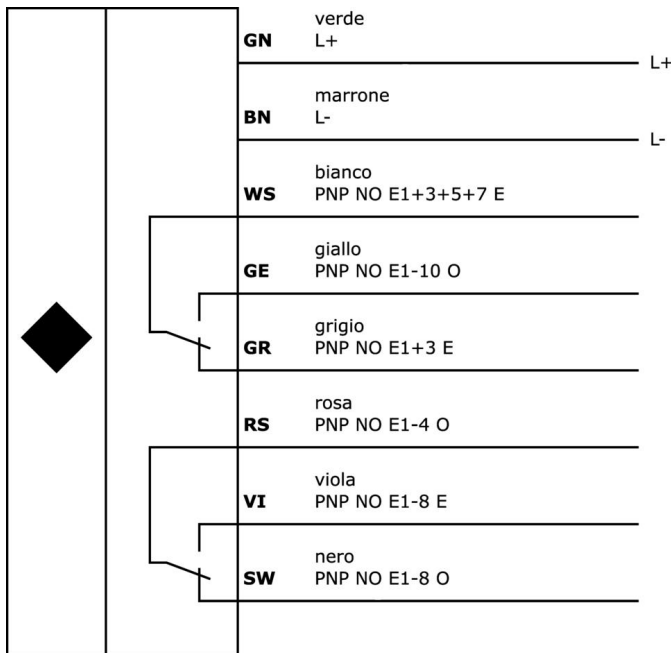 verde
GN L+
L+
marrone
BN L-
L-
bianco
WS PNP NO E1+3+5+7 E
giallo
GE PNP NO E1-10 O
grigio
GR PNP NO E1+3 E
rosa
RS PNP NO E1-4 O
viola
VI PNP NO E1-8 E
nero
SW PNP NO E1-8 O